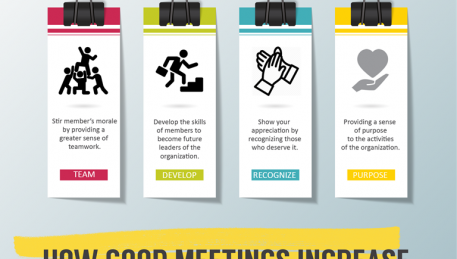 Stir member's morale
by providing a
greater sense of
teamwork.
TEAM
Develop the skills
of members to
become future
leaders of the
organization.
DEVELOP
Show your
appreciation by
recognizing those
who deserve it.
RECOGNIZE
Providing a sense
of purpose
to the activities
of the organization.
PURPOSE
HOW GOOD MEETINGS INCREASE